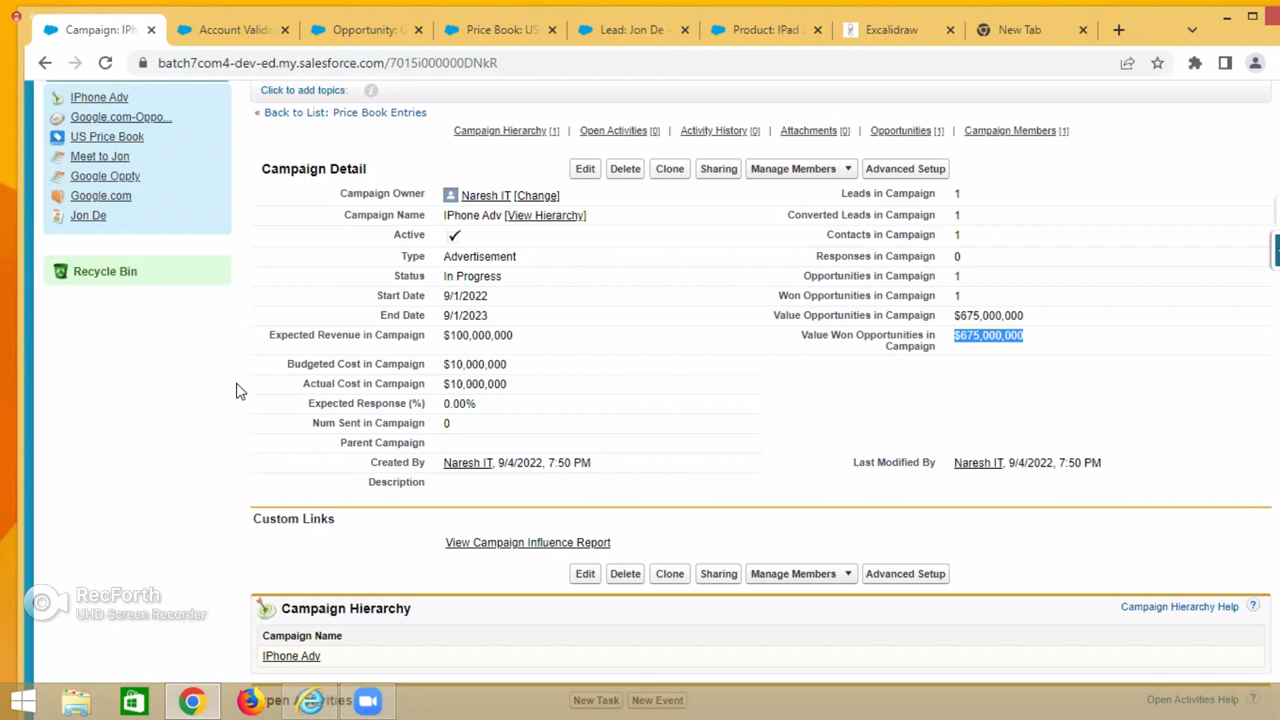 Campaign: IPh
Account Valid
Opportunity: G
Price Book: US
Lead: Jon De -
Product: IPad
Excalidraw
New Tab
batch7com4-dev-ed.my.salesforce.com/7015i000000DNkR
IPhone Adv
Google.com-Oppo...
US Price Book
Meet to Jon
Google Oppty
Google.com
Jon De
Recycle Bin
Click to add topics:
« Back to List: Price Book Entries
Campaign Hierarchy [1] | Open Activities [0] | Activity History [0] | Attachments [0] | Opportunities [1] | Campaign Members [1]
Campaign Detail
Edit Delete Clone Sharing Manage Members Advanced Setup
Campaign Owner Naresh IT [Change] Leads in Campaign 1
Campaign Name IPhone Adv [View Hierarchy] Converted Leads in Campaign 1
Active ✓ Contacts in Campaign 1
Type Advertisement Responses in Campaign 0
Status In Progress Opportunities in Campaign 1
Start Date 9/1/2022 Won Opportunities in Campaign 1
End Date 9/1/2023 Value Opportunities in Campaign $675,000,000
Expected Revenue in Campaign $100,000,000 Value Won Opportunities in $675,000,000
Campaign
Budgeted Cost in Campaign $10,000,000
Actual Cost in Campaign $10,000,000
Expected Response (%) 0.00%
Num Sent in Campaign 0
Parent Campaign
Created By Naresh IT, 9/4/2022, 7:50 PM Last Modified By Naresh IT, 9/4/2022, 7:50 PM
Description
Custom Links
View Campaign Influence Report
Edit Delete Clone Sharing Manage Members Advanced Setup
RecForth
UHD Screen Recorder
Campaign Hierarchy
Campaign Hierarchy Help ?
Campaign Name
IPhone Adv
pen Activities New Task New Event Open Activities Help ?